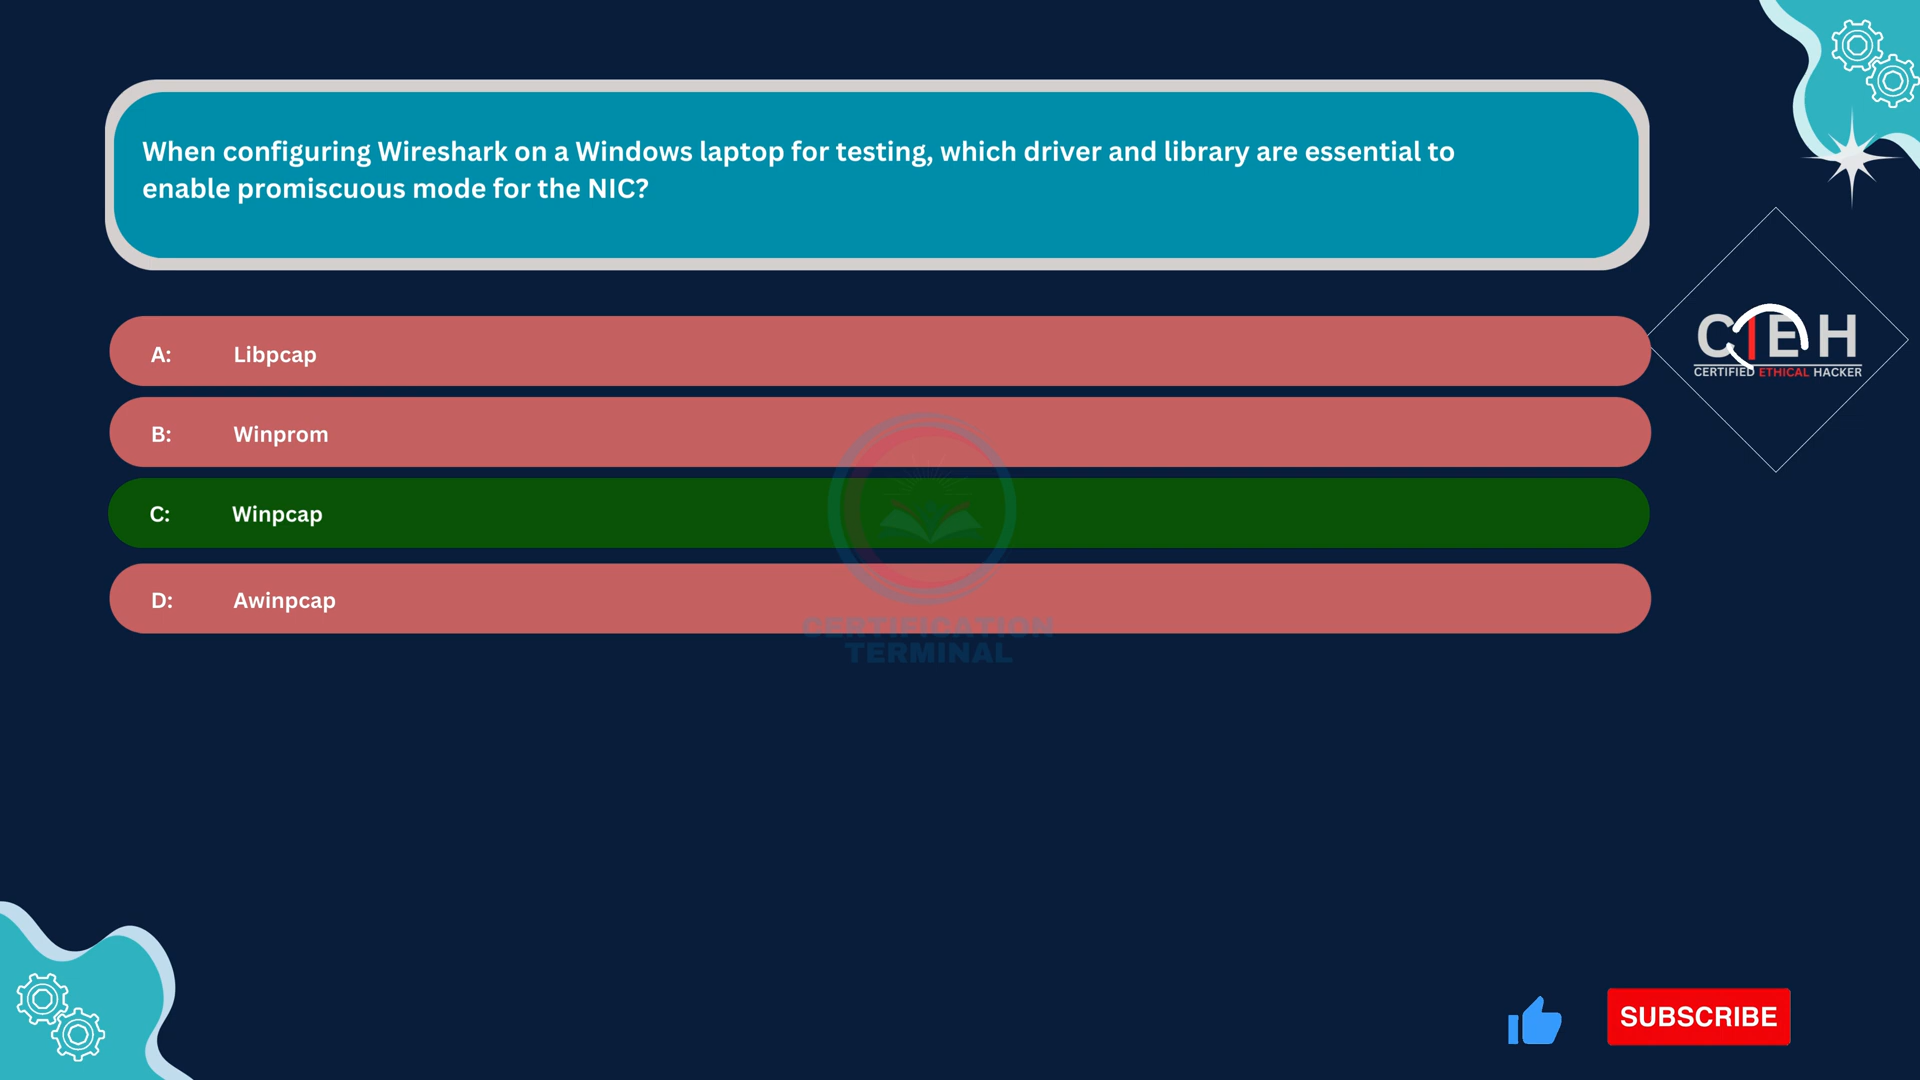 When configuring Wireshark on a Windows laptop for testing, which driver and library are essential to
enable promiscuous mode for the NIC?
A: Libpcap
B: Winprom
C: Winpcap
D: Awinpcap
C|EH
CERTIFIED ETHICAL HACKER
CERTIFICATION
TERMINAL
SUBSCRIBE